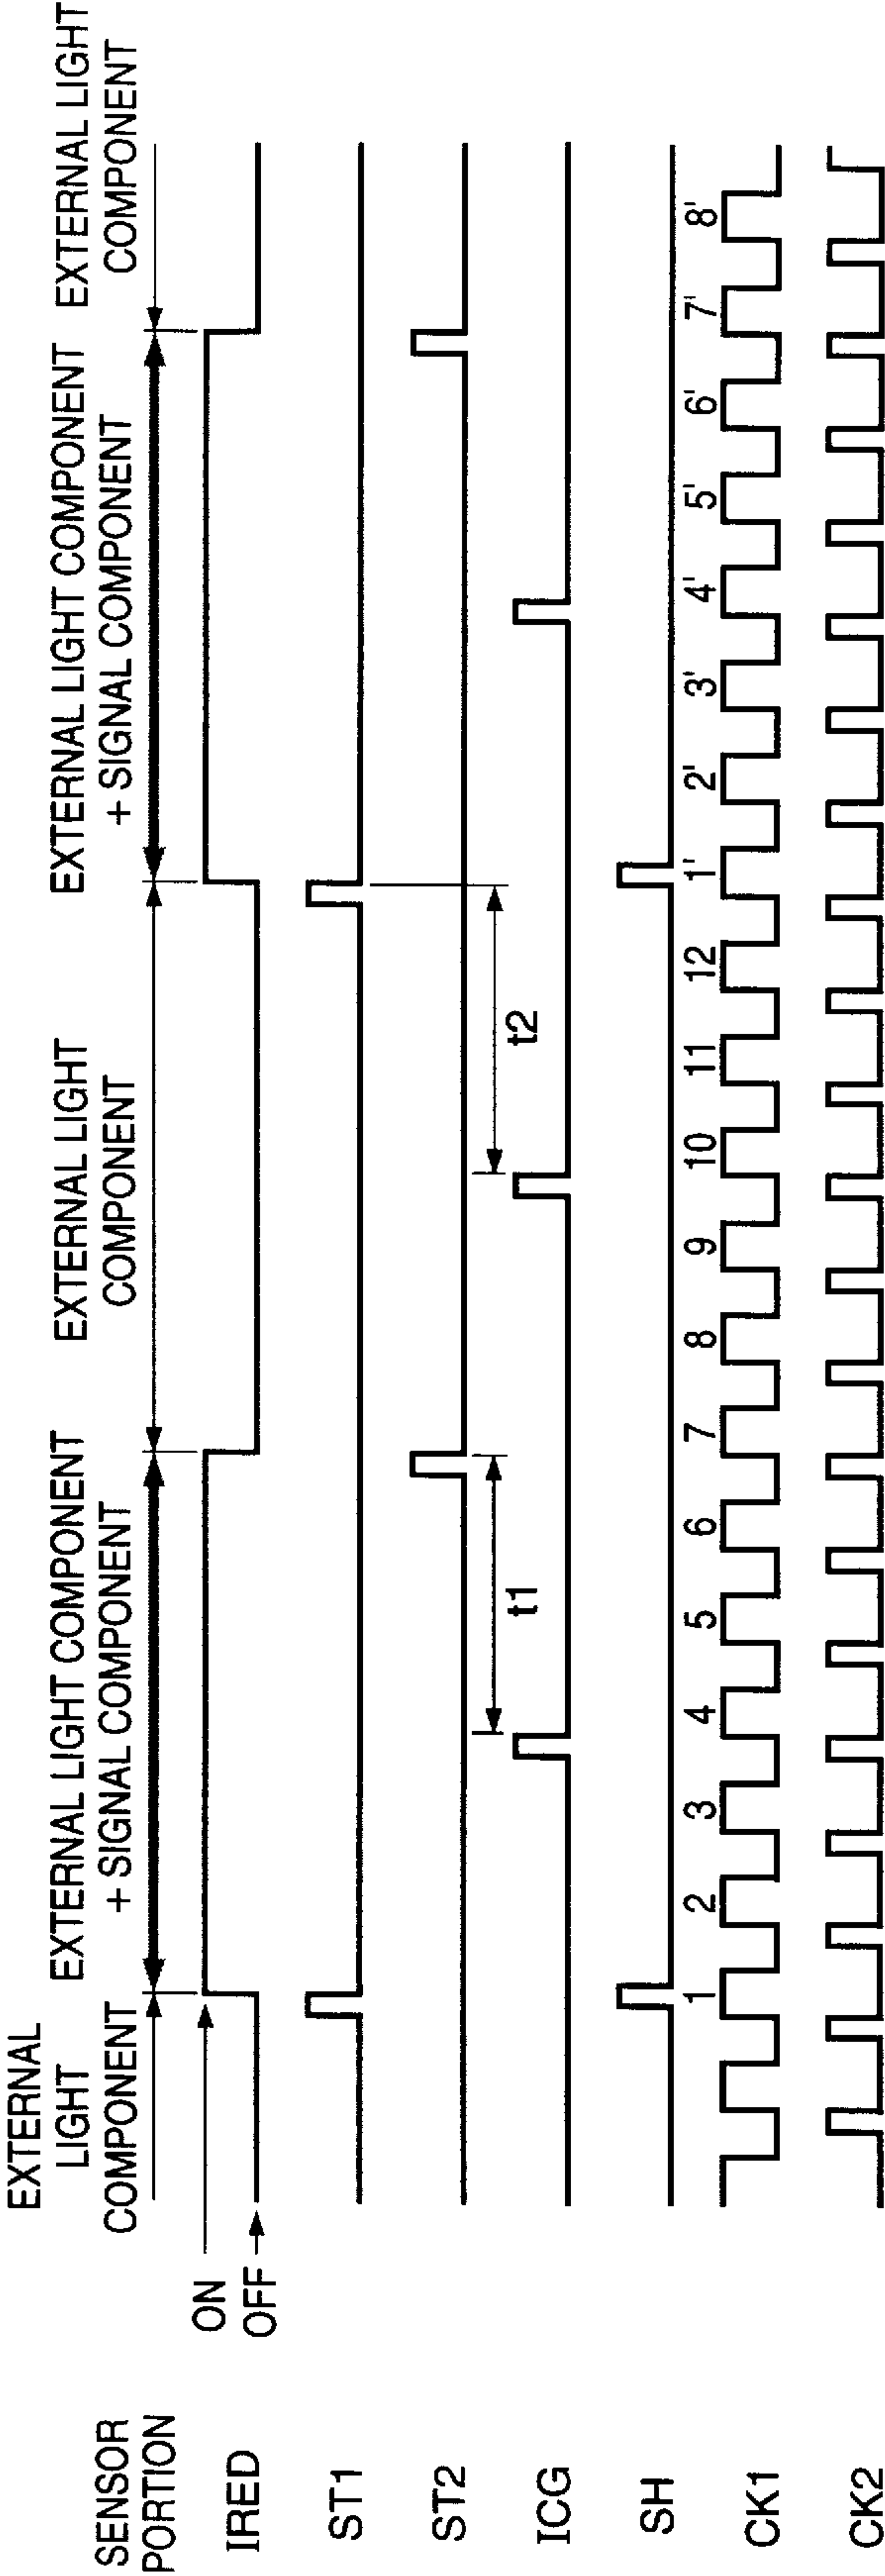 SENSOR
PORTION
EXTERNAL
LIGHT
COMPONENT
EXTERNAL LIGHT COMPONENT
+ SIGNAL COMPONENT
EXTERNAL LIGHT
COMPONENT
EXTERNAL LIGHT COMPONENT
+ SIGNAL COMPONENT
EXTERNAL LIGHT
COMPONENT
IRED
ON
OFF
ST1
ST2
t1
t2
ICG
SH
1 2 3 4 5 6 7 8 9 10 11 12 1' 2' 3' 4' 5' 6' 7' 8'
CK1
CK2